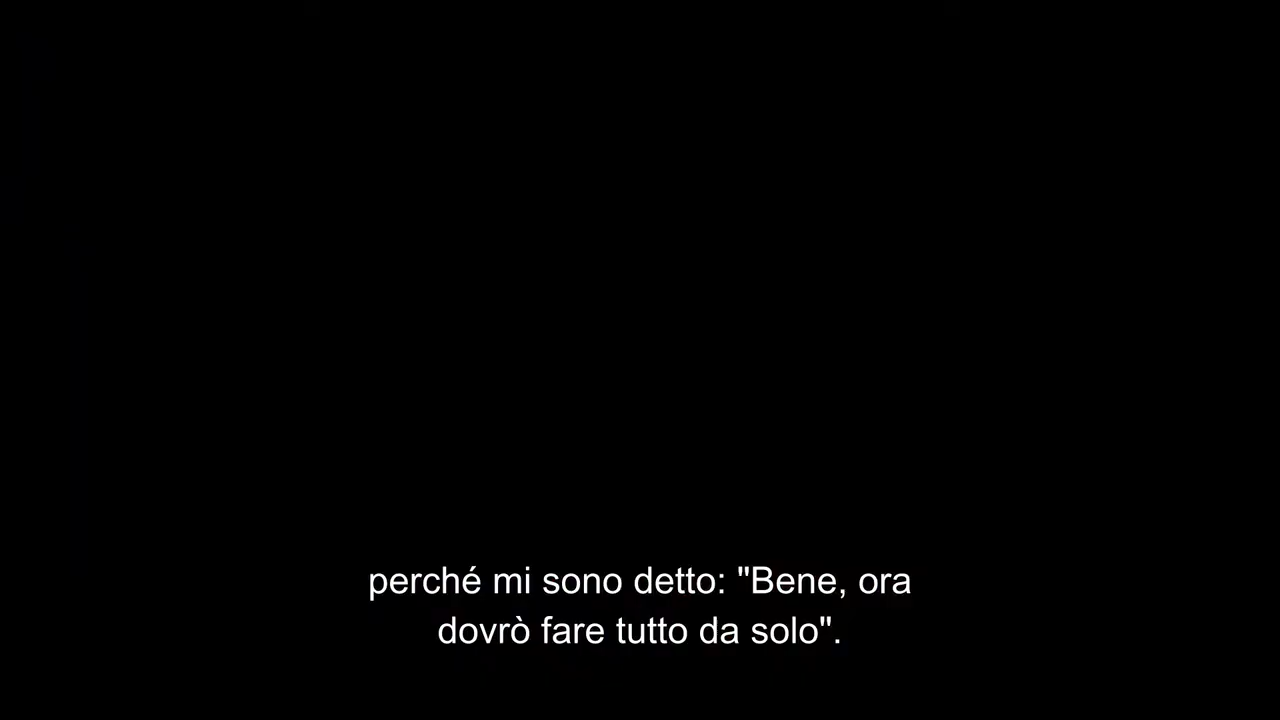 perché mi sono detto: "Bene, ora
dovrò fare tutto da solo".